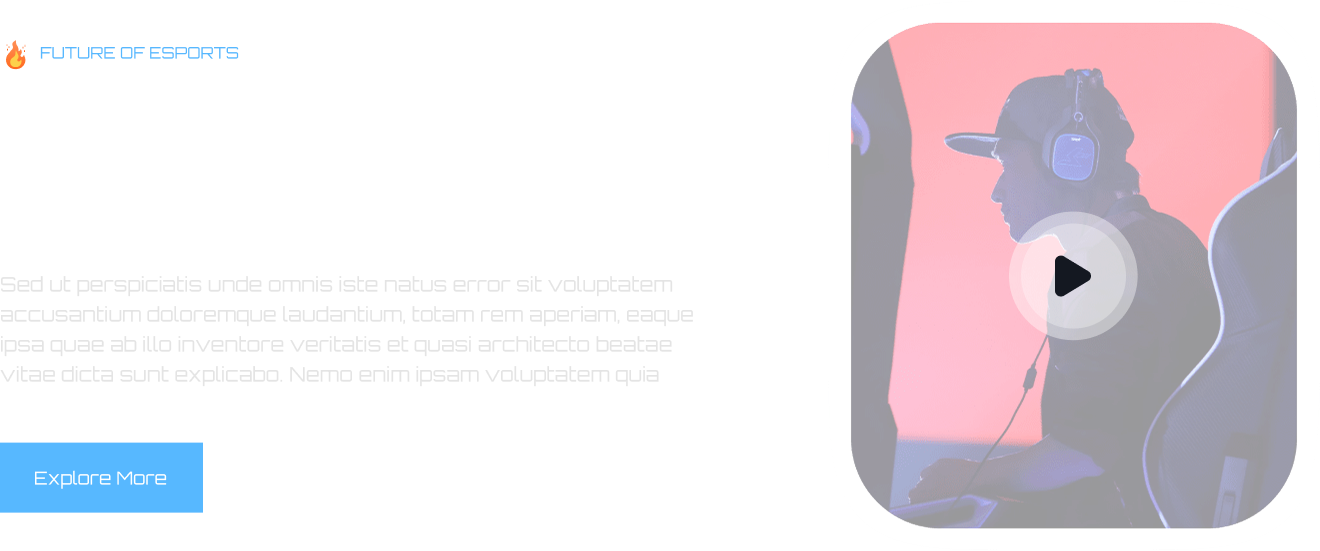 FUTURE OF ESPORTS
Sed ut perspiciatis unde omnis iste natus error sit voluptatem
accusantium doloremque laudantium, totam rem aperiam, eaque
ipsa quae ab illo inventore veritatis et quasi architecto beatae
vitae dicta sunt explicabo. Nemo enim ipsam voluptatem quia
Explore More